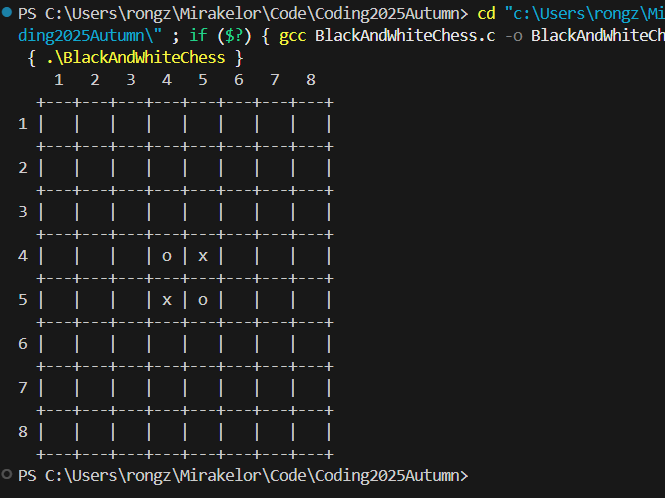 PS C:\Users\rongz\Mirakelor\Code\Coding2025Autumn> cd "c:\Users\rongz\Mi
ding2025Autumn\" ; if ($?) { gcc BlackAndWhiteChess.c -o BlackAndWhiteCh
 { .\BlackAndWhiteChess }
    1   2   3   4   5   6   7   8
  +---+---+---+---+---+---+---+---+
1 |   |   |   |   |   |   |   |   |
  +---+---+---+---+---+---+---+---+
2 |   |   |   |   |   |   |   |   |
  +---+---+---+---+---+---+---+---+
3 |   |   |   |   |   |   |   |   |
  +---+---+---+---+---+---+---+---+
4 |   |   |   | o | x |   |   |   |
  +---+---+---+---+---+---+---+---+
5 |   |   |   | x | o |   |   |   |
  +---+---+---+---+---+---+---+---+
6 |   |   |   |   |   |   |   |   |
  +---+---+---+---+---+---+---+---+
7 |   |   |   |   |   |   |   |   |
  +---+---+---+---+---+---+---+---+
8 |   |   |   |   |   |   |   |   |
  +---+---+---+---+---+---+---+---+
PS C:\Users\rongz\Mirakelor\Code\Coding2025Autumn>